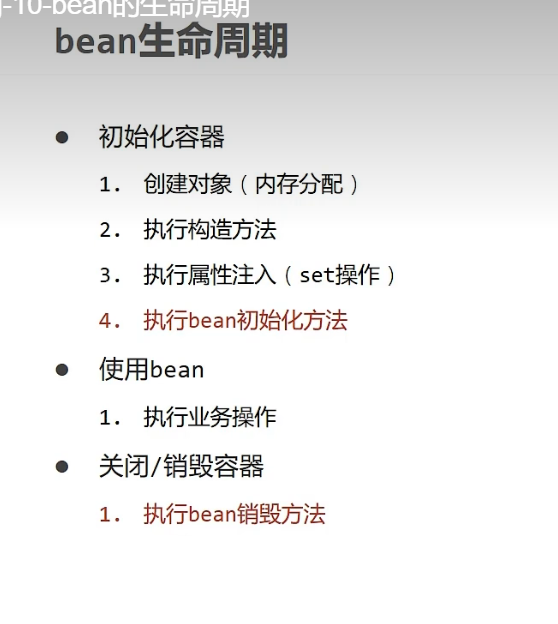 -10-bean的生命周期
bean生命周期
● 初始化容器
1. 创建对象（内存分配）
2. 执行构造方法
3. 执行属性注入（set操作）
4. 执行bean初始化方法
● 使用bean
1. 执行业务操作
● 关闭/销毁容器
1. 执行bean销毁方法